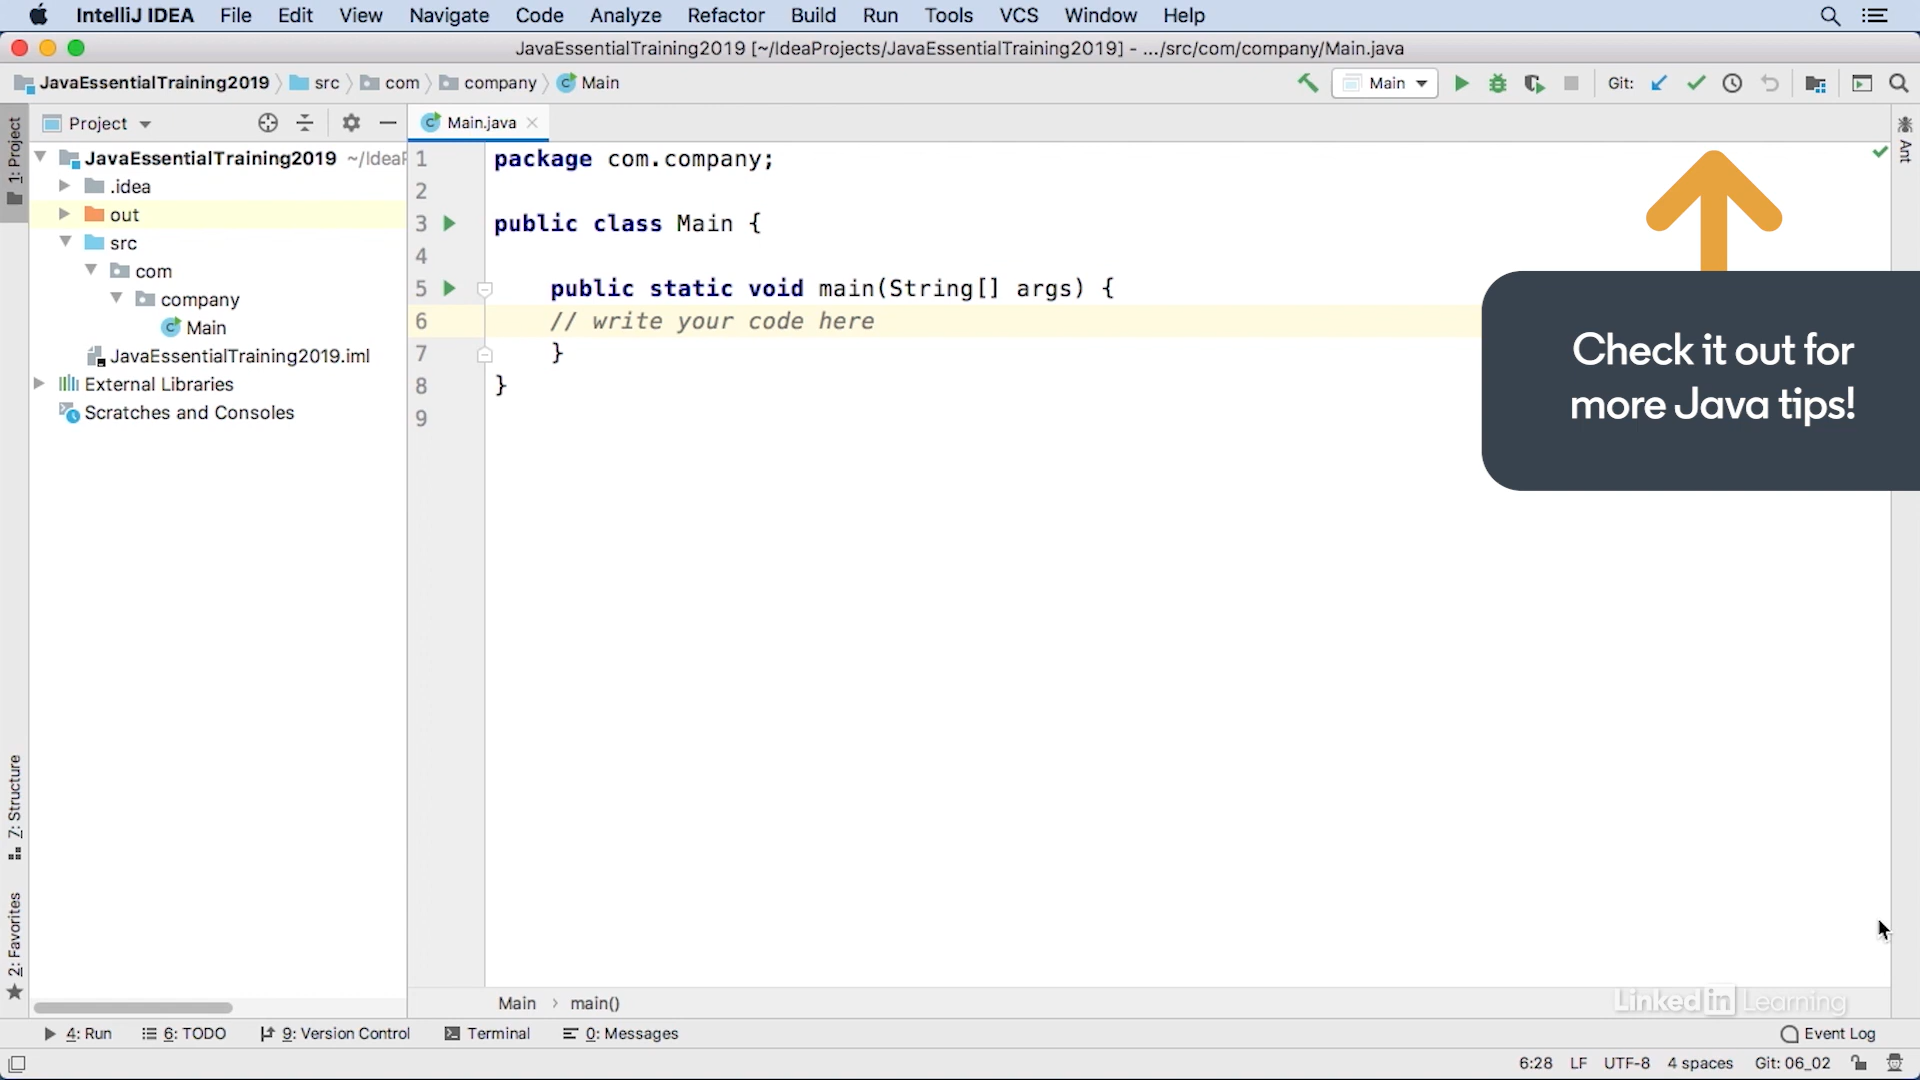 IntelliJ IDEA File Edit View Navigate Code Analyze Refactor Build Run Tools VCS Window Help
JavaEssentialTraining2019 [~/IdeaProjects/JavaEssentialTraining2019] - .../src/com/company/Main.java
JavaEssentialTraining2019 src com company Main
Main Git:
1: Project
Project
Main.java
Ant
JavaEssentialTraining2019 ~/IdeaP
.idea
out
src
com
company
Main
JavaEssentialTraining2019.iml
External Libraries
Scratches and Consoles
1 package com.company;
2
3 public class Main {
4
5 public static void main(String[] args) {
6 // write your code here
7 }
8 }
9
Check it out for
more Java tips!
7: Structure
2: Favorites
Main › main()
LinkedIn Learning
4: Run 6: TODO 9: Version Control Terminal 0: Messages Event Log
6:28 LF UTF-8 4 spaces Git: 06_02